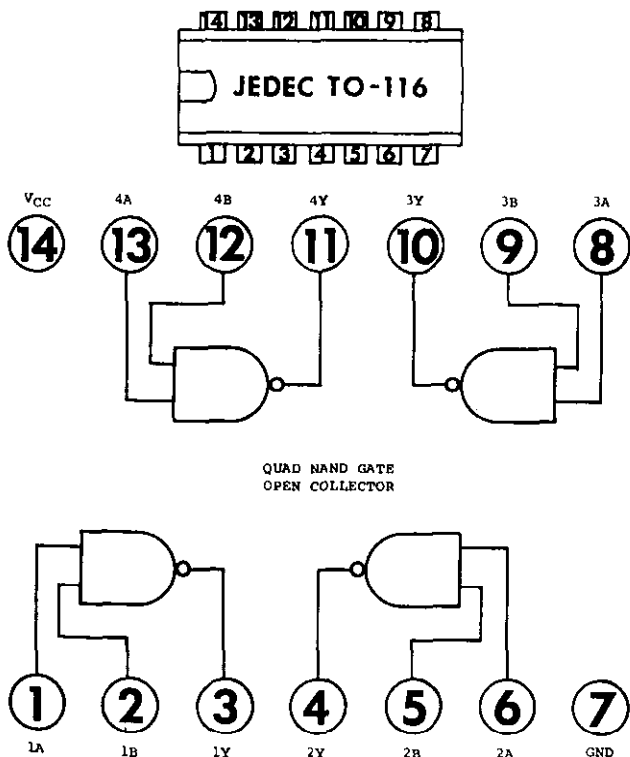 14 13 12 11 10 9 8
JEDEC TO-116
1 2 3 4 5 6 7
VCC 4A 4B 4Y 3Y 3B 3A
14 13 12 11 10 9 8
QUAD NAND GATE
OPEN COLLECTOR
1 2 3 4 5 6 7
1A 1B 1Y 2Y 2B 2A GND